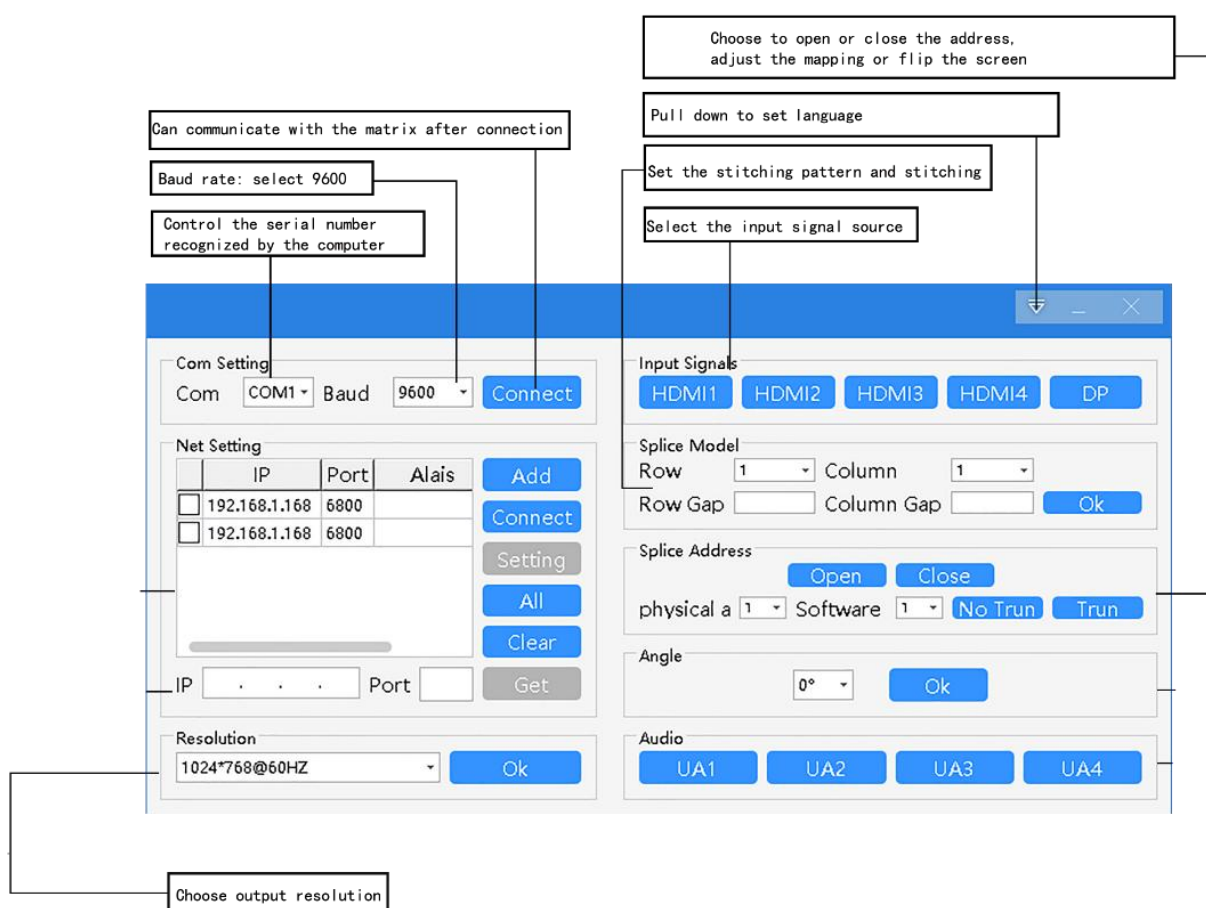 Choose to open or close the address,
adjust the mapping or flip the screen
Pull down to set language
Can communicate with the matrix after connection
Set the stitching pattern and stitching
Baud rate: select 9600
Select the input signal source
Control the serial number
recognized by the computer
Com Setting
Com COM1 Baud 9600 Connect
Net Setting
IP Port Alais
192.168.1.168 6800
192.168.1.168 6800
Add
Connect
Setting
All
Clear
IP . . . Port Get
Resolution
1024*768@60HZ Ok
Input Signals
HDMI1 HDMI2 HDMI3 HDMI4 DP
Splice Model
Row 1 Column 1
Row Gap Column Gap Ok
Splice Address
Open Close
physical a 1 Software 1 No Trun Trun
Angle
0° Ok
Audio
UA1 UA2 UA3 UA4
Choose output resolution